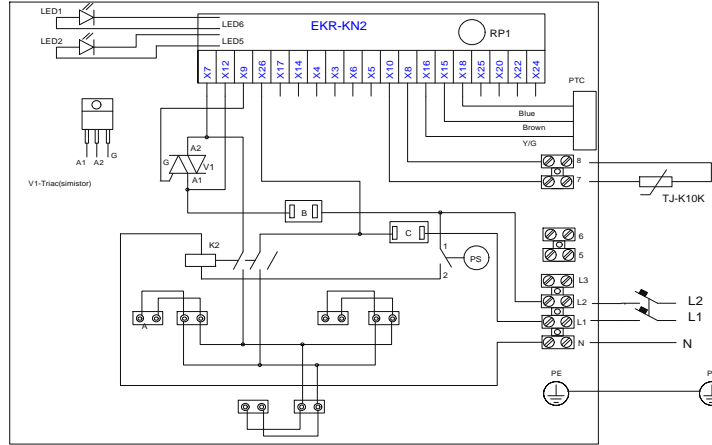 LED1
LED6
LED2
LED5
EKR-KN2
RP1
X7 X12 X9 X26 X17 X14 X4 X3 X6 X5 X10 X8 X16 X15 X18 X25 X20 X22 X24
PTC
Blue
Brown
Y/G
A1 A2 G
V1-Triac(simistor)
A2
G
V1
A1
8
7
TJ-K10K
B
C
K2
1
PS
2
6
5
L3
L2
L2
L1
L1
N
N
A
PE
P